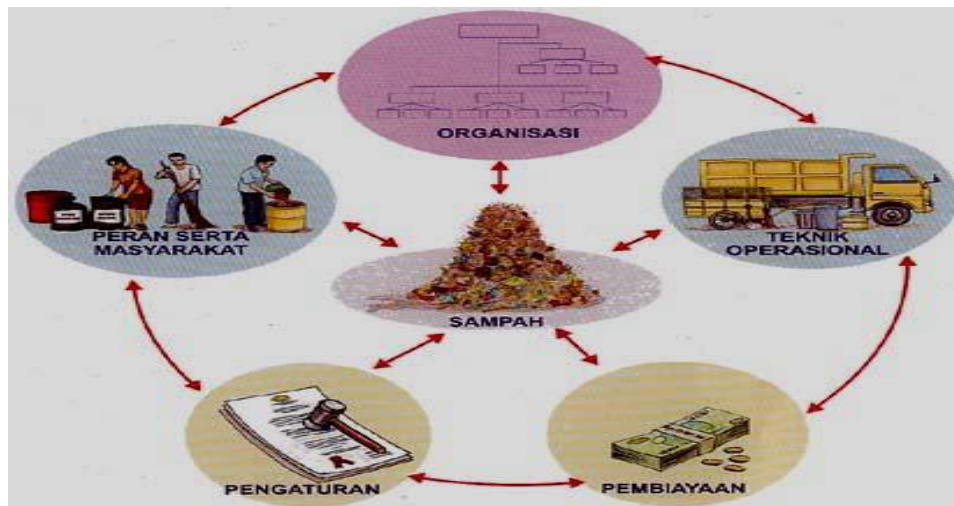 ORGANISASI
PERAN SERTA
MASYARAKAT
TEKNIK
OPERASIONAL
SAMPAH
PENGATURAN
PEMBIAYAAN